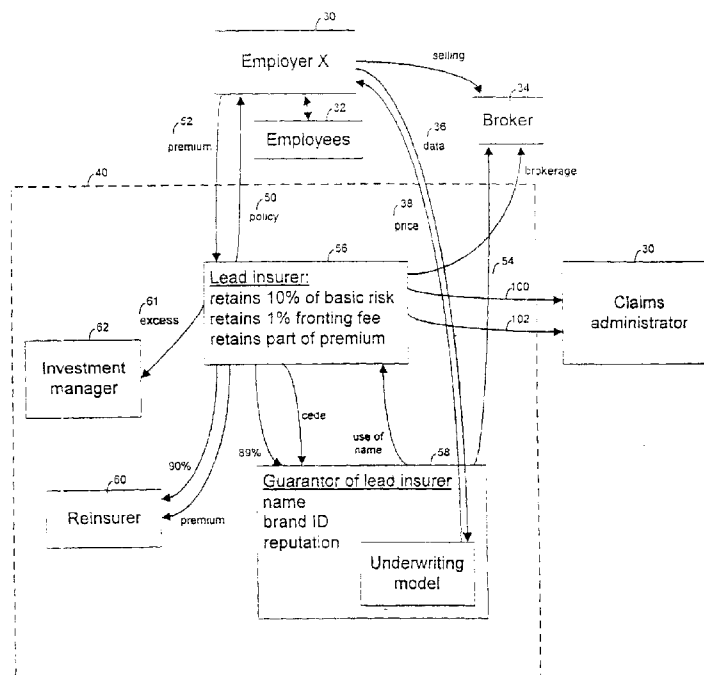 30
Employer X
selling
34
Broker
52
premium
32
Employees
36
data
brokerage
40
50
policy
38
price
54
56
Lead insurer:
retains 10% of basic risk
retains 1% fronting fee
retains part of premium
30
Claims
administrator
100
102
61
excess
62
Investment
manager
cede
use of
name
58
89%
90%
60
Reinsurer
premium
Guarantor of lead insurer
name
brand ID
reputation
Underwriting
model